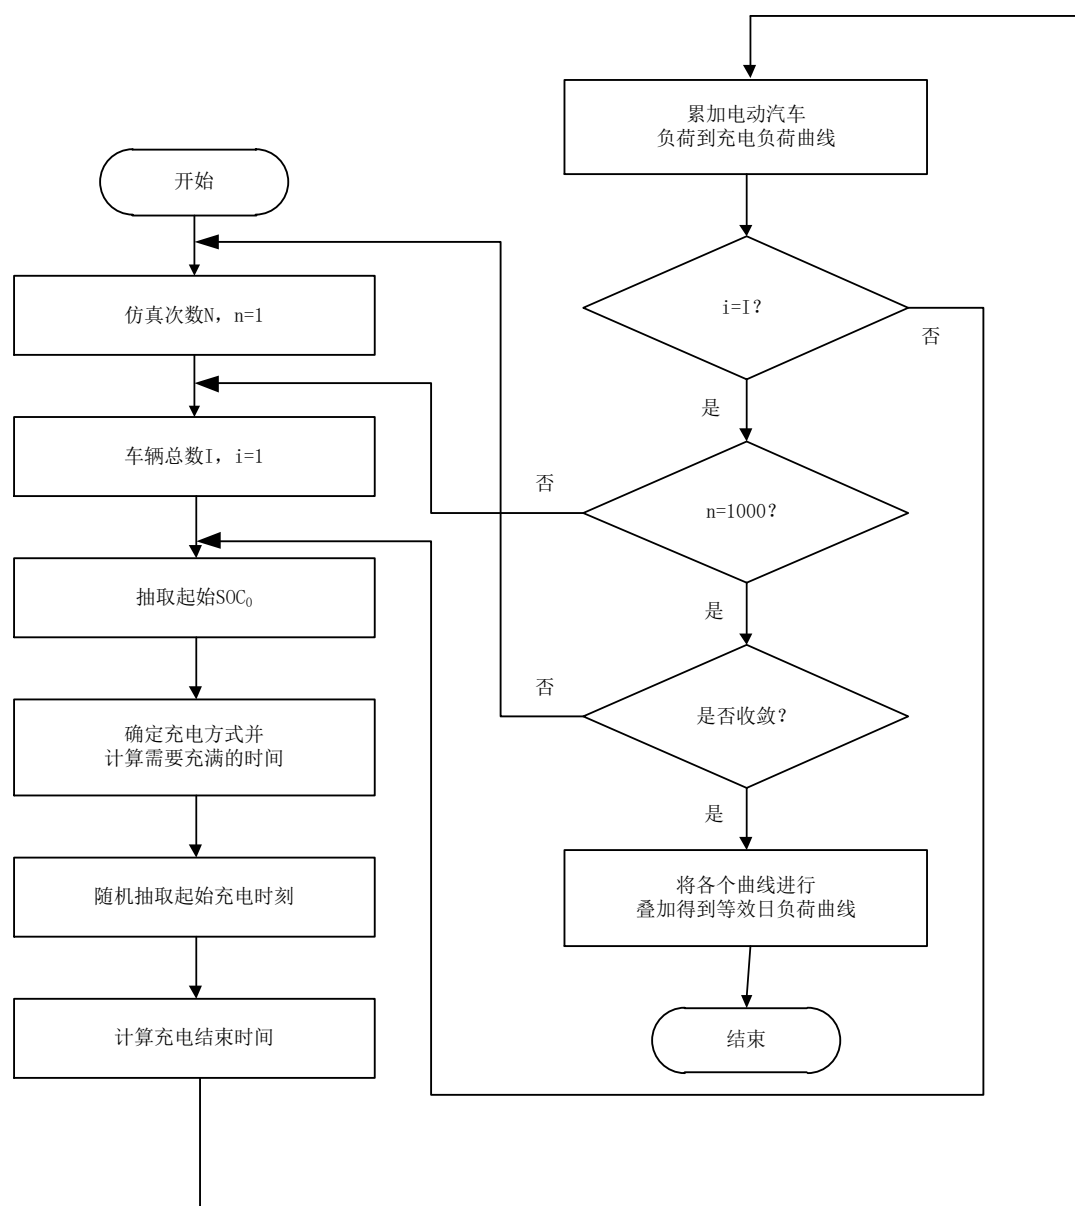 开始
仿真次数N，n=1
车辆总数I，i=1
抽取起始SOC₀
确定充电方式并
计算需要充满的时间
随机抽取起始充电时刻
计算充电结束时间
累加电动汽车
负荷到充电负荷曲线
i=I?
否
是
n=1000?
否
是
是否收敛?
否
是
将各个曲线进行
叠加得到等效日负荷曲线
结束